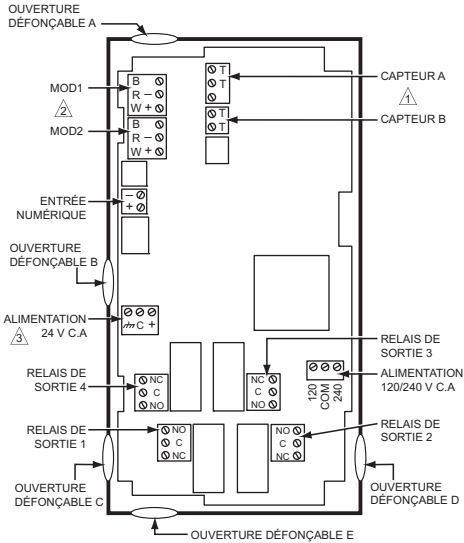 OUVERTURE
DÉFONÇABLE A
MOD1
2
MOD2
B
R –
W +
B
R –
W +
T
T
T
T
CAPTEUR A
1
CAPTEUR B
ENTRÉE
NUMÉRIQUE
–
+
OUVERTURE
DÉFONÇABLE B
ALIMENTATION
24 V C.A
3
C +
RELAIS DE
SORTIE 4
NC
C
NO
NC
C
NO
RELAIS DE
SORTIE 3
120
COM
240
ALIMENTATION
120/240 V C.A
RELAIS DE
SORTIE 1
NO
C
NC
NO
C
NC
RELAIS DE
SORTIE 2
OUVERTURE
DÉFONÇABLE C
OUVERTURE
DÉFONÇABLE D
OUVERTURE DÉFONÇABLE E